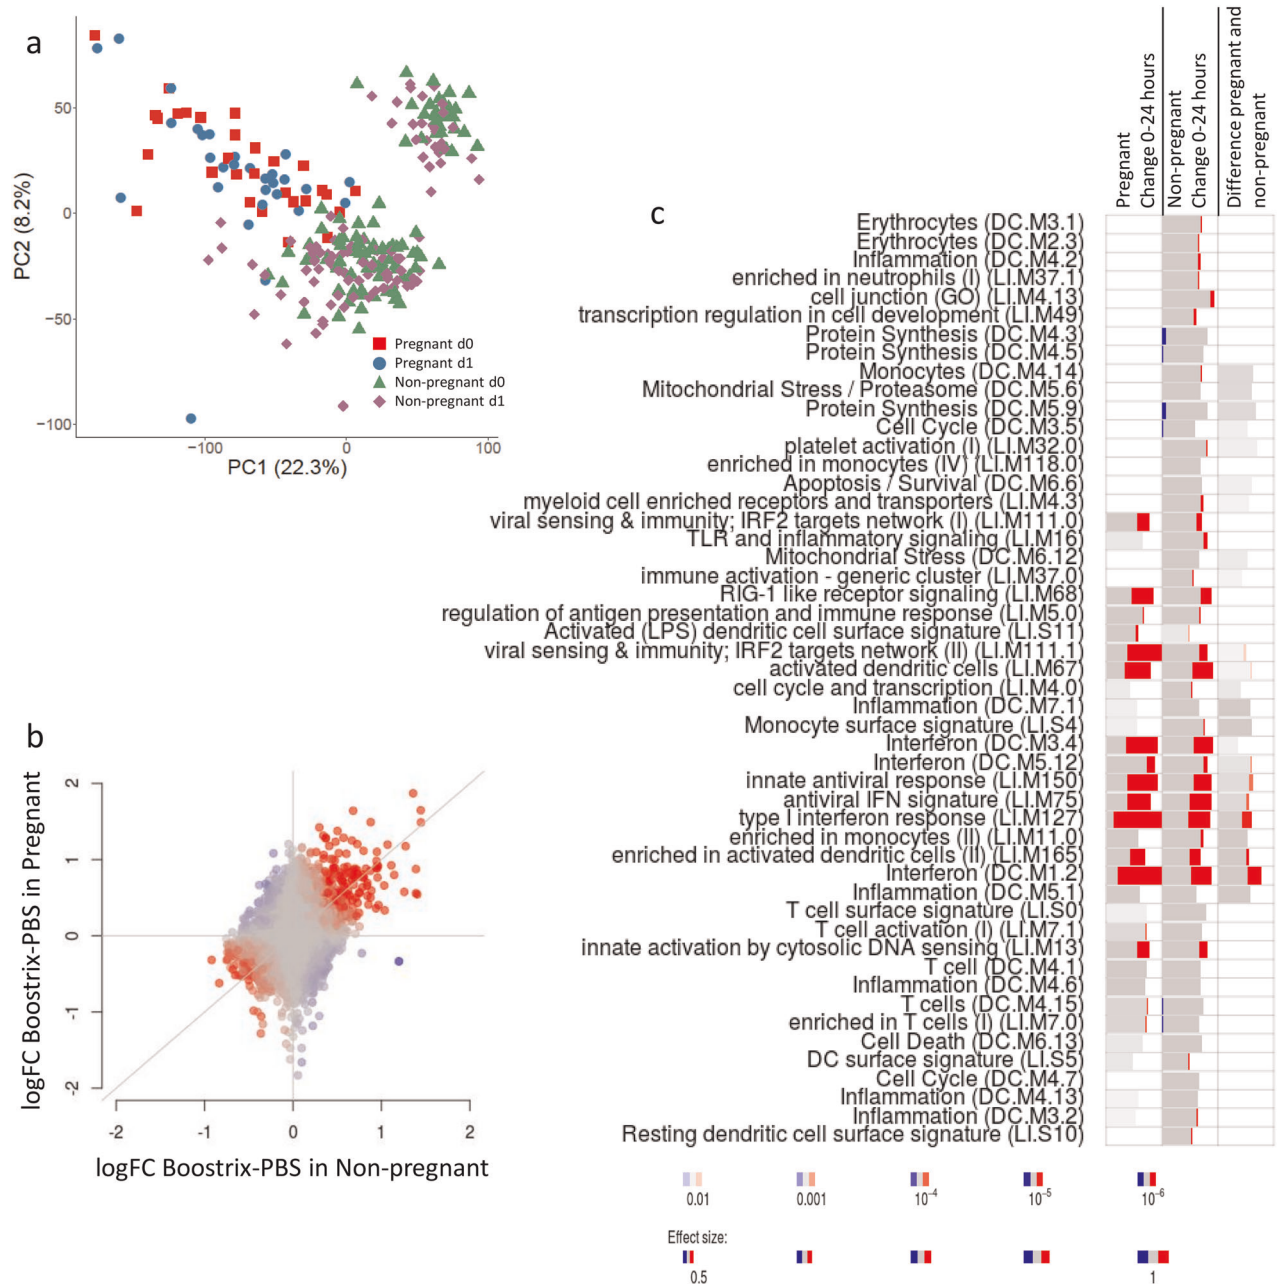 a
PC2 (8.2%)
50
0
−50
−100
−100
0
100
PC1 (22.3%)
Pregnant d0
Pregnant d1
Non-pregnant d0
Non-pregnant d1
b
logFC Boostrix-PBS in Pregnant
2
1
0
-1
-2
-2
-1
0
1
2
logFC Boostrix-PBS in Non-pregnant
c
Pregnant
Change 0-24 hours
Non-pregnant
Change 0-24 hours
Difference pregnant and
non-pregnant
Erythrocytes (DC.M3.1)
Erythrocytes (DC.M2.3)
Inflammation (DC.M4.2)
enriched in neutrophils (I) (LI.M37.1)
cell junction (GO) (LI.M4.13)
transcription regulation in cell development (LI.M49)
Protein Synthesis (DC.M4.3)
Protein Synthesis (DC.M4.5)
Monocytes (DC.M4.14)
Mitochondrial Stress / Proteasome (DC.M5.6)
Protein Synthesis (DC.M5.9)
Cell Cycle (DC.M3.5)
platelet activation (I) (LI.M32.0)
enriched in monocytes (IV) (LI.M118.0)
Apoptosis / Survival (DC.M6.6)
myeloid cell enriched receptors and transporters (LI.M4.3)
viral sensing & immunity; IRF2 targets network (I) (LI.M111.0)
TLR and inflammatory signaling (LI.M16)
Mitochondrial Stress (DC.M6.12)
immune activation - generic cluster (LI.M37.0)
RIG-1 like receptor signaling (LI.M68)
regulation of antigen presentation and immune response (LI.M5.0)
Activated (LPS) dendritic cell surface signature (LI.S11)
viral sensing & immunity; IRF2 targets network (II) (LI.M111.1)
activated dendritic cells (LI.M67)
cell cycle and transcription (LI.M4.0)
Inflammation (DC.M7.1)
Monocyte surface signature (LI.S4)
Interferon (DC.M3.4)
Interferon (DC.M5.12)
innate antiviral response (LI.M150)
antiviral IFN signature (LI.M75)
type I interferon response (LI.M127)
enriched in monocytes (II) (LI.M11.0)
enriched in activated dendritic cells (II) (LI.M165)
Interferon (DC.M1.2)
Inflammation (DC.M5.1)
T cell surface signature (LI.S0)
T cell activation (I) (LI.M7.1)
innate activation by cytosolic DNA sensing (LI.M13)
T cell (DC.M4.1)
Inflammation (DC.M4.6)
T cells (DC.M4.15)
enriched in T cells (I) (LI.M7.0)
Cell Death (DC.M6.13)
DC surface signature (LI.S5)
Cell Cycle (DC.M4.7)
Inflammation (DC.M4.13)
Inflammation (DC.M3.2)
Resting dendritic cell surface signature (LI.S10)
0.01
0.001
10⁻⁴
10⁻⁵
10⁻⁶
Effect size:
0.5
1